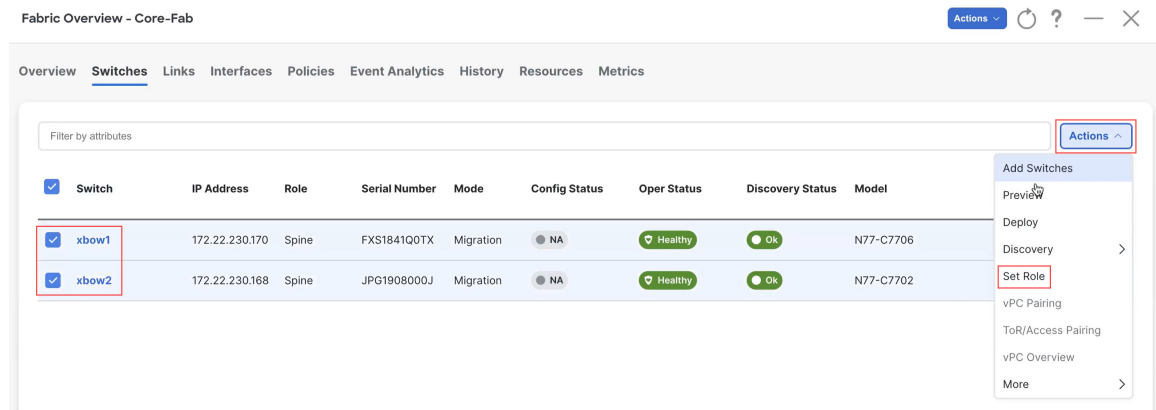 Fabric Overview - Core-Fab
Actions
?
Overview Switches Links Interfaces Policies Event Analytics History Resources Metrics
Filter by attributes
Actions
Switch IP Address Role Serial Number Mode Config Status Oper Status Discovery Status Model
xbow1 172.22.230.170 Spine FXS1841Q0TX Migration NA Healthy Ok N77-C7706
xbow2 172.22.230.168 Spine JPG1908000J Migration NA Healthy Ok N77-C7702
Add Switches
Preview
Deploy
Discovery
Set Role
vPC Pairing
ToR/Access Pairing
vPC Overview
More